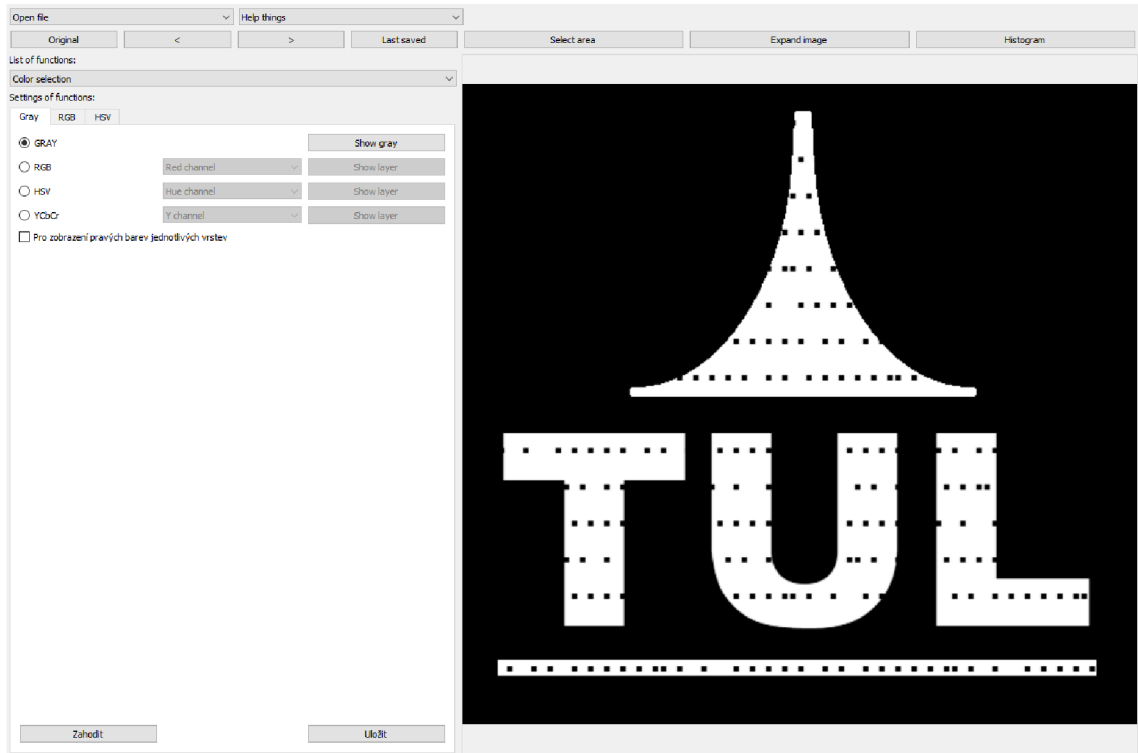 Open file Help things
Original < > Last saved Select area Expand image Histogram
List of functions:
Color selection
Settings of functions:
Gray RGB HSV
GRAY Show gray
RGB Red channel Show layer
HSV Hue channel Show layer
YCbCr Y channel Show layer
Pro zobrazení pravých barev jednotlivých vrstev
TUL
Zahodit Uložit